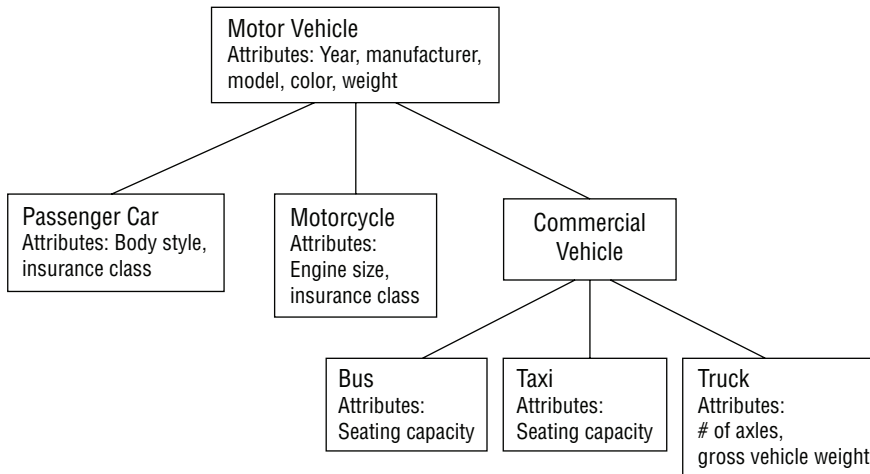 Motor Vehicle
Attributes: Year, manufacturer,
model, color, weight
Passenger Car
Attributes: Body style,
insurance class
Motorcycle
Attributes:
Engine size,
insurance class
Commercial
Vehicle
Bus
Attributes:
Seating capacity
Taxi
Attributes:
Seating capacity
Truck
Attributes:
# of axles,
gross vehicle weight